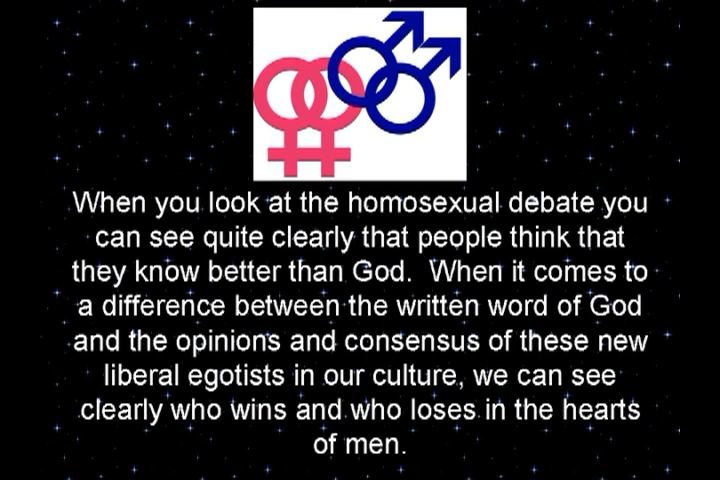 When you look at the homosexual debate you
can see quite clearly that people think that
they know better than God.  When it comes to
a difference between the written word of God
and the opinions and consensus of these new
liberal egotists in our culture, we can see
clearly who wins and who loses in the hearts
of men.